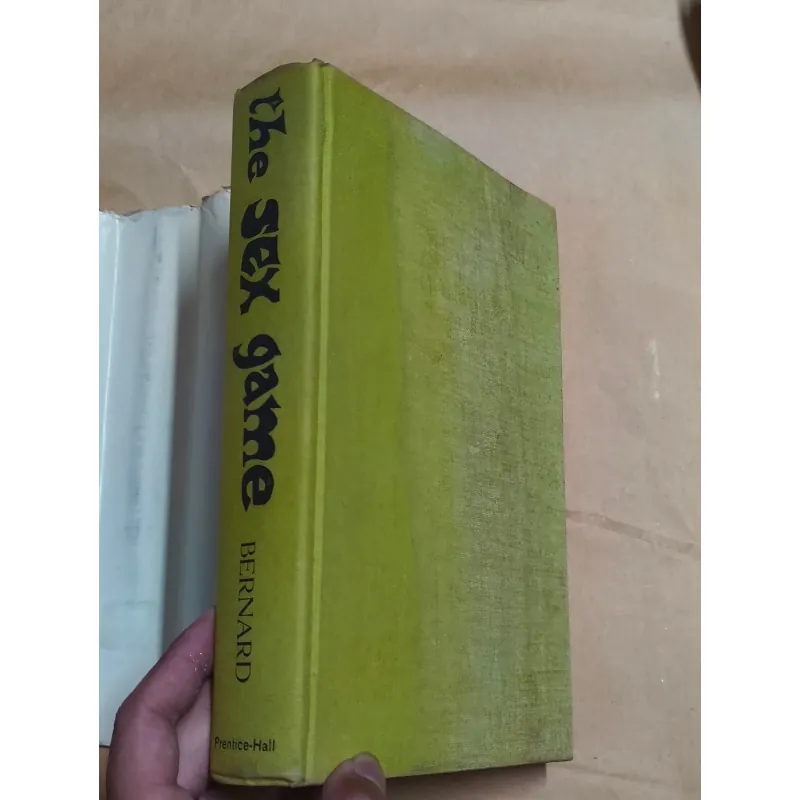 the sex game
BERNARD
Prentice-Hall